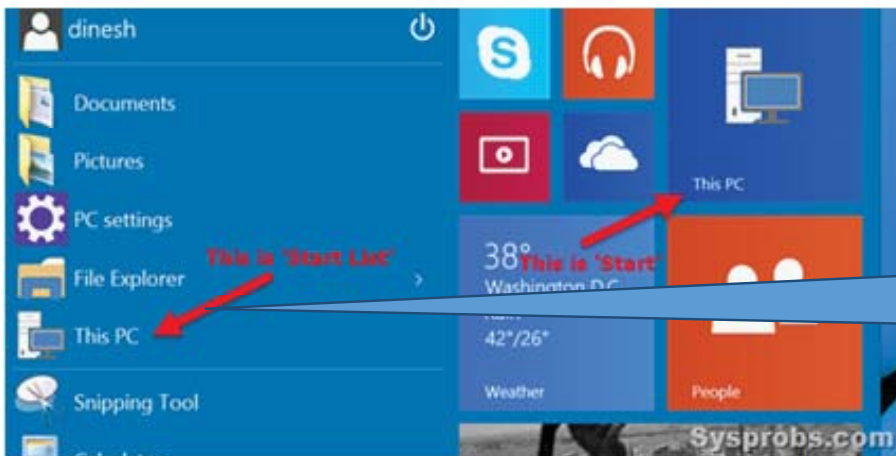 dinesh
Documents
Pictures
PC settings
This is 'Start List'
File Explorer
This PC
Snipping Tool
S
This PC
This is 'Start'
38°
Washington D.C.
Rain
42°/26°
Weather
People
Sysprobs.com